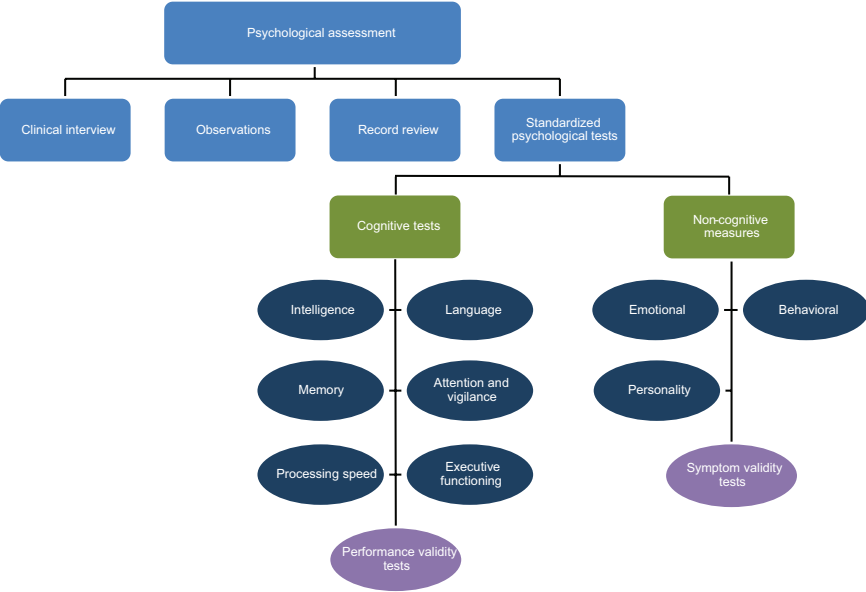 Psychological assessment
Clinical interview
Observations
Record review
Standardized
psychological tests
Cognitive tests
Non-cognitive
measures
Intelligence
Language
Emotional
Behavioral
Memory
Attention and
vigilance
Personality
Processing speed
Executive
functioning
Symptom validity
tests
Performance validity
tests